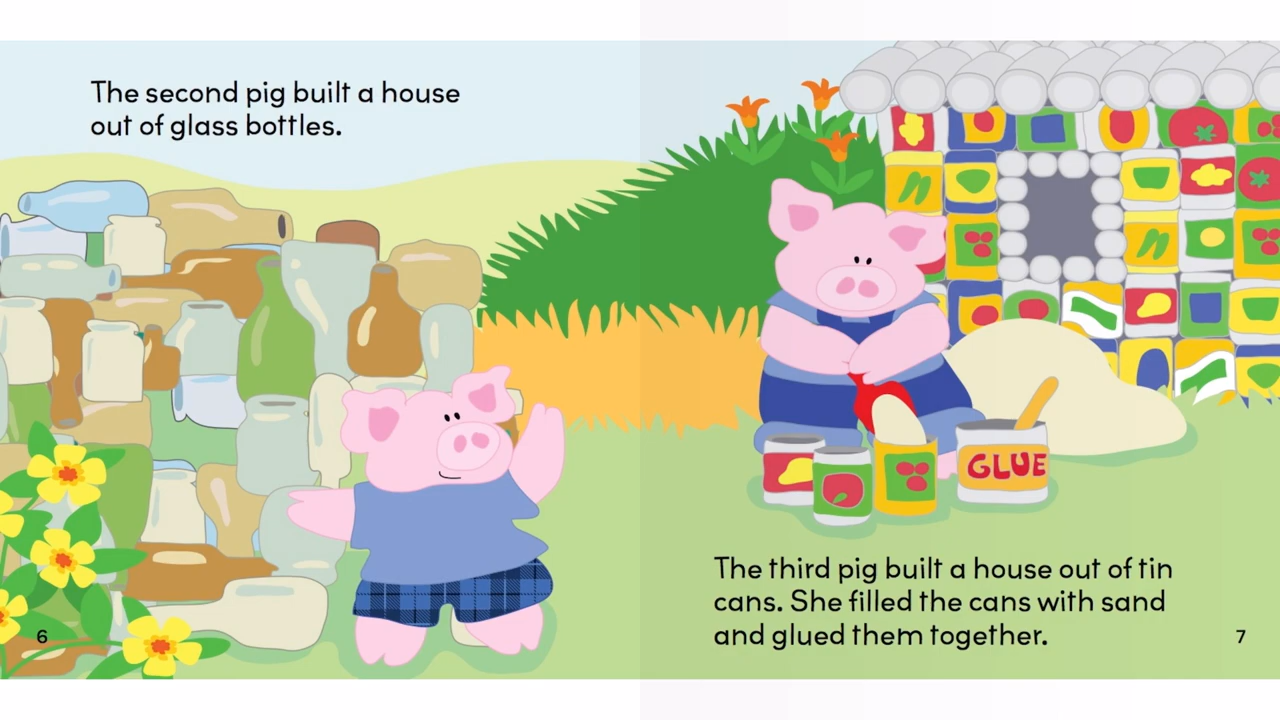 The second pig built a house
out of glass bottles.
6
GLUE
The third pig built a house out of tin
cans. She filled the cans with sand
and glued them together.
7